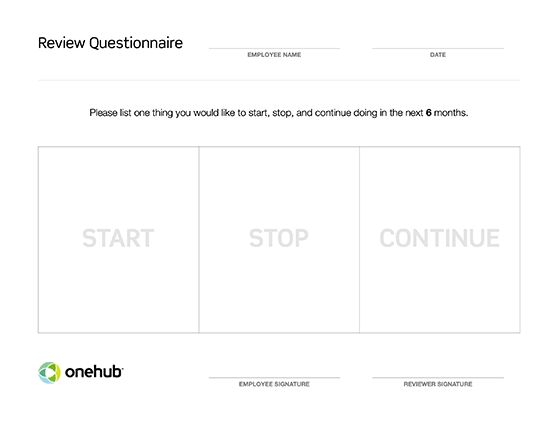 Review Questionnaire
EMPLOYEE NAME
DATE
Please list one thing you would like to start, stop, and continue doing in the next 6 months.
START
STOP
CONTINUE
onehub
EMPLOYEE SIGNATURE
REVIEWER SIGNATURE